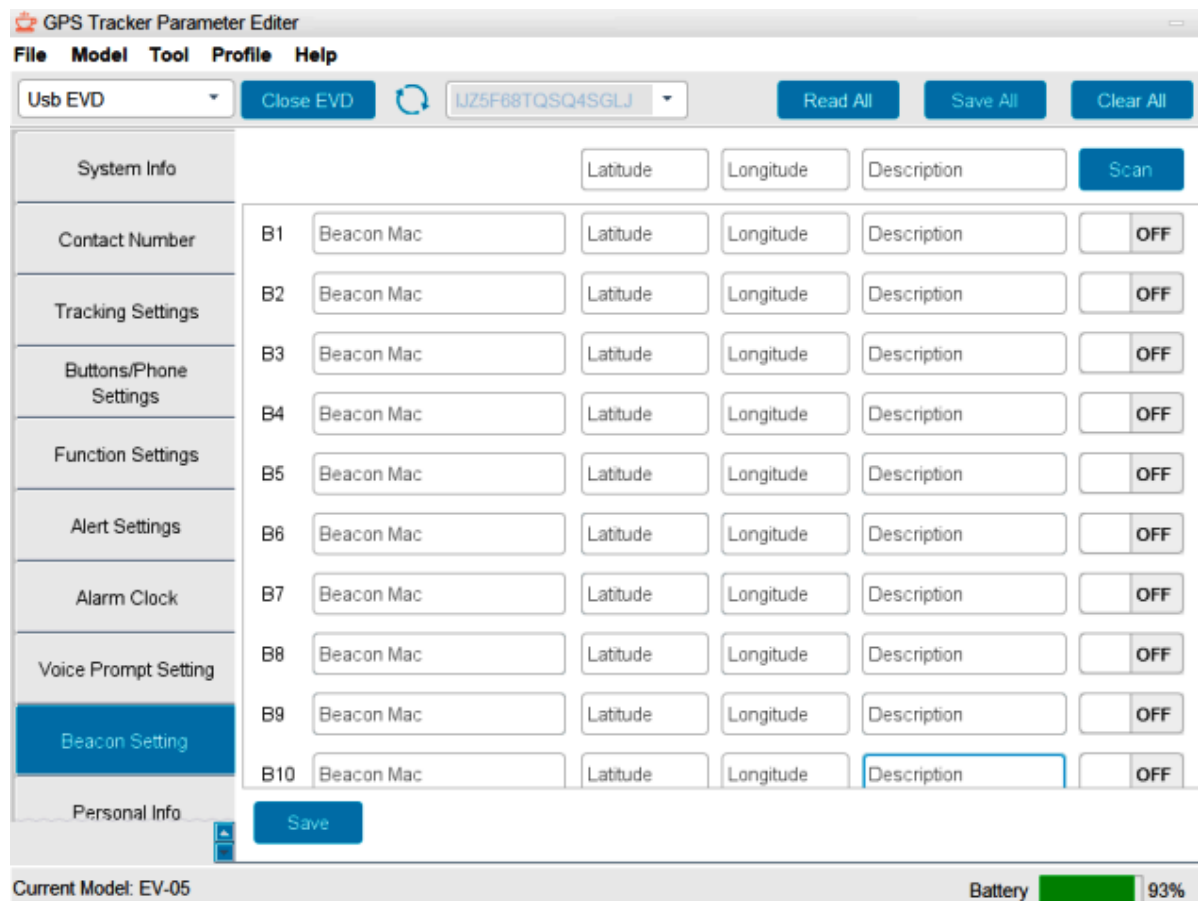 GPS Tracker Parameter Editer
File Model Tool Profile Help
Usb EVD Close EVD IJZ5F68TQSQ4SGLJ Read All Save All Clear All
System Info
Contact Number
Tracking Settings
Buttons/Phone
Settings
Function Settings
Alert Settings
Alarm Clock
Voice Prompt Setting
Beacon Setting
Personal Info
Latitude Longitude Description Scan
B1 Beacon Mac Latitude Longitude Description OFF
B2 Beacon Mac Latitude Longitude Description OFF
B3 Beacon Mac Latitude Longitude Description OFF
B4 Beacon Mac Latitude Longitude Description OFF
B5 Beacon Mac Latitude Longitude Description OFF
B6 Beacon Mac Latitude Longitude Description OFF
B7 Beacon Mac Latitude Longitude Description OFF
B8 Beacon Mac Latitude Longitude Description OFF
B9 Beacon Mac Latitude Longitude Description OFF
B10 Beacon Mac Latitude Longitude Description OFF
Save
Current Model: EV-05 Battery 93%